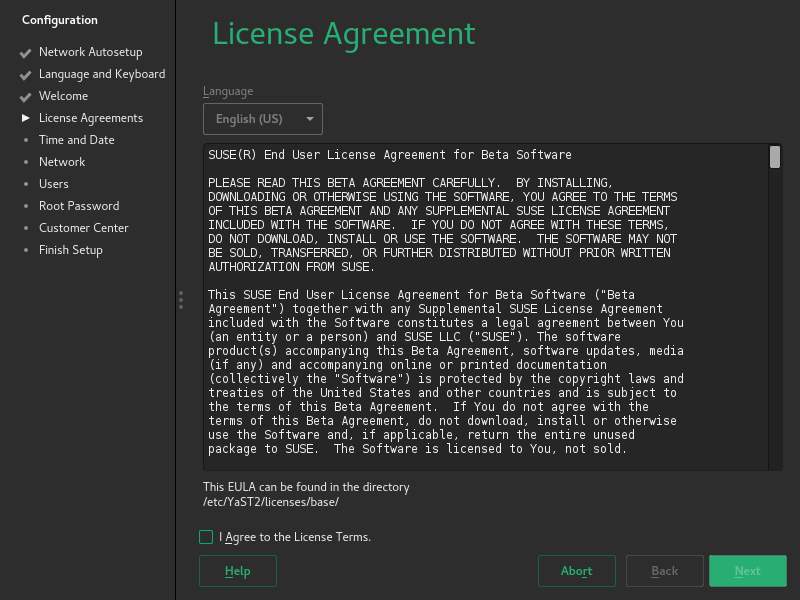 Configuration
Network Autosetup
Language and Keyboard
Welcome
License Agreements
Time and Date
Network
Users
Root Password
Customer Center
Finish Setup
License Agreement
Language
English (US)
SUSE(R) End User License Agreement for Beta Software
PLEASE READ THIS BETA AGREEMENT CAREFULLY.  BY INSTALLING,
DOWNLOADING OR OTHERWISE USING THE SOFTWARE, YOU AGREE TO THE TERMS
OF THIS BETA AGREEMENT AND ANY SUPPLEMENTAL SUSE LICENSE AGREEMENT
INCLUDED WITH THE SOFTWARE.  IF YOU DO NOT AGREE WITH THESE TERMS,
DO NOT DOWNLOAD, INSTALL OR USE THE SOFTWARE.  THE SOFTWARE MAY NOT
BE SOLD, TRANSFERRED, OR FURTHER DISTRIBUTED WITHOUT PRIOR WRITTEN
AUTHORIZATION FROM SUSE.
This SUSE End User License Agreement for Beta Software ("Beta
Agreement") together with any Supplemental SUSE License Agreement
included with the Software constitutes a legal agreement between You
(an entity or a person) and SUSE LLC ("SUSE"). The software
product(s) accompanying this Beta Agreement, software updates, media
(if any) and accompanying online or printed documentation
(collectively the "Software") is protected by the copyright laws and
treaties of the United States and other countries and is subject to
the terms of this Beta Agreement.  If You do not agree with the
terms of this Beta Agreement, do not download, install or otherwise
use the Software and, if applicable, return the entire unused
package to SUSE.  The Software is licensed to You, not sold.
This EULA can be found in the directory
/etc/YaST2/licenses/base/
I Agree to the License Terms.
Help
Abort
Back
Next